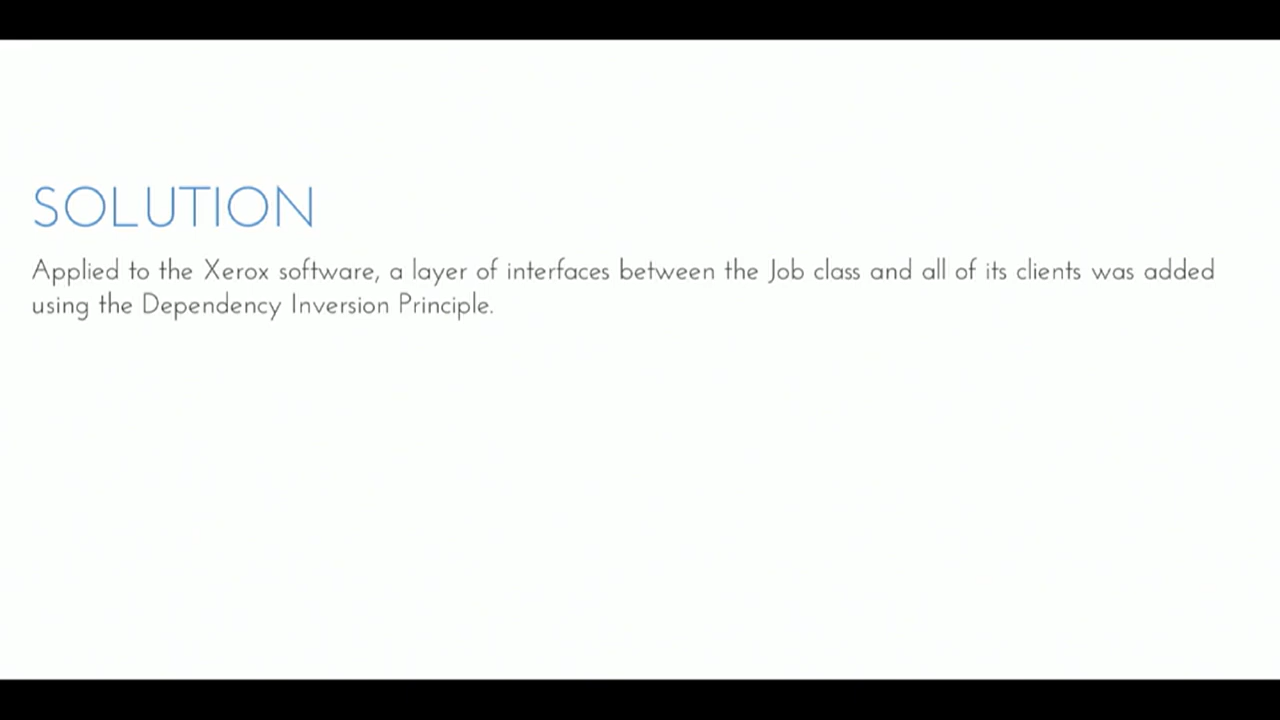 SOLUTION
Applied to the Xerox software, a layer of interfaces between the Job class and all of its clients was added
using the Dependency Inversion Principle.